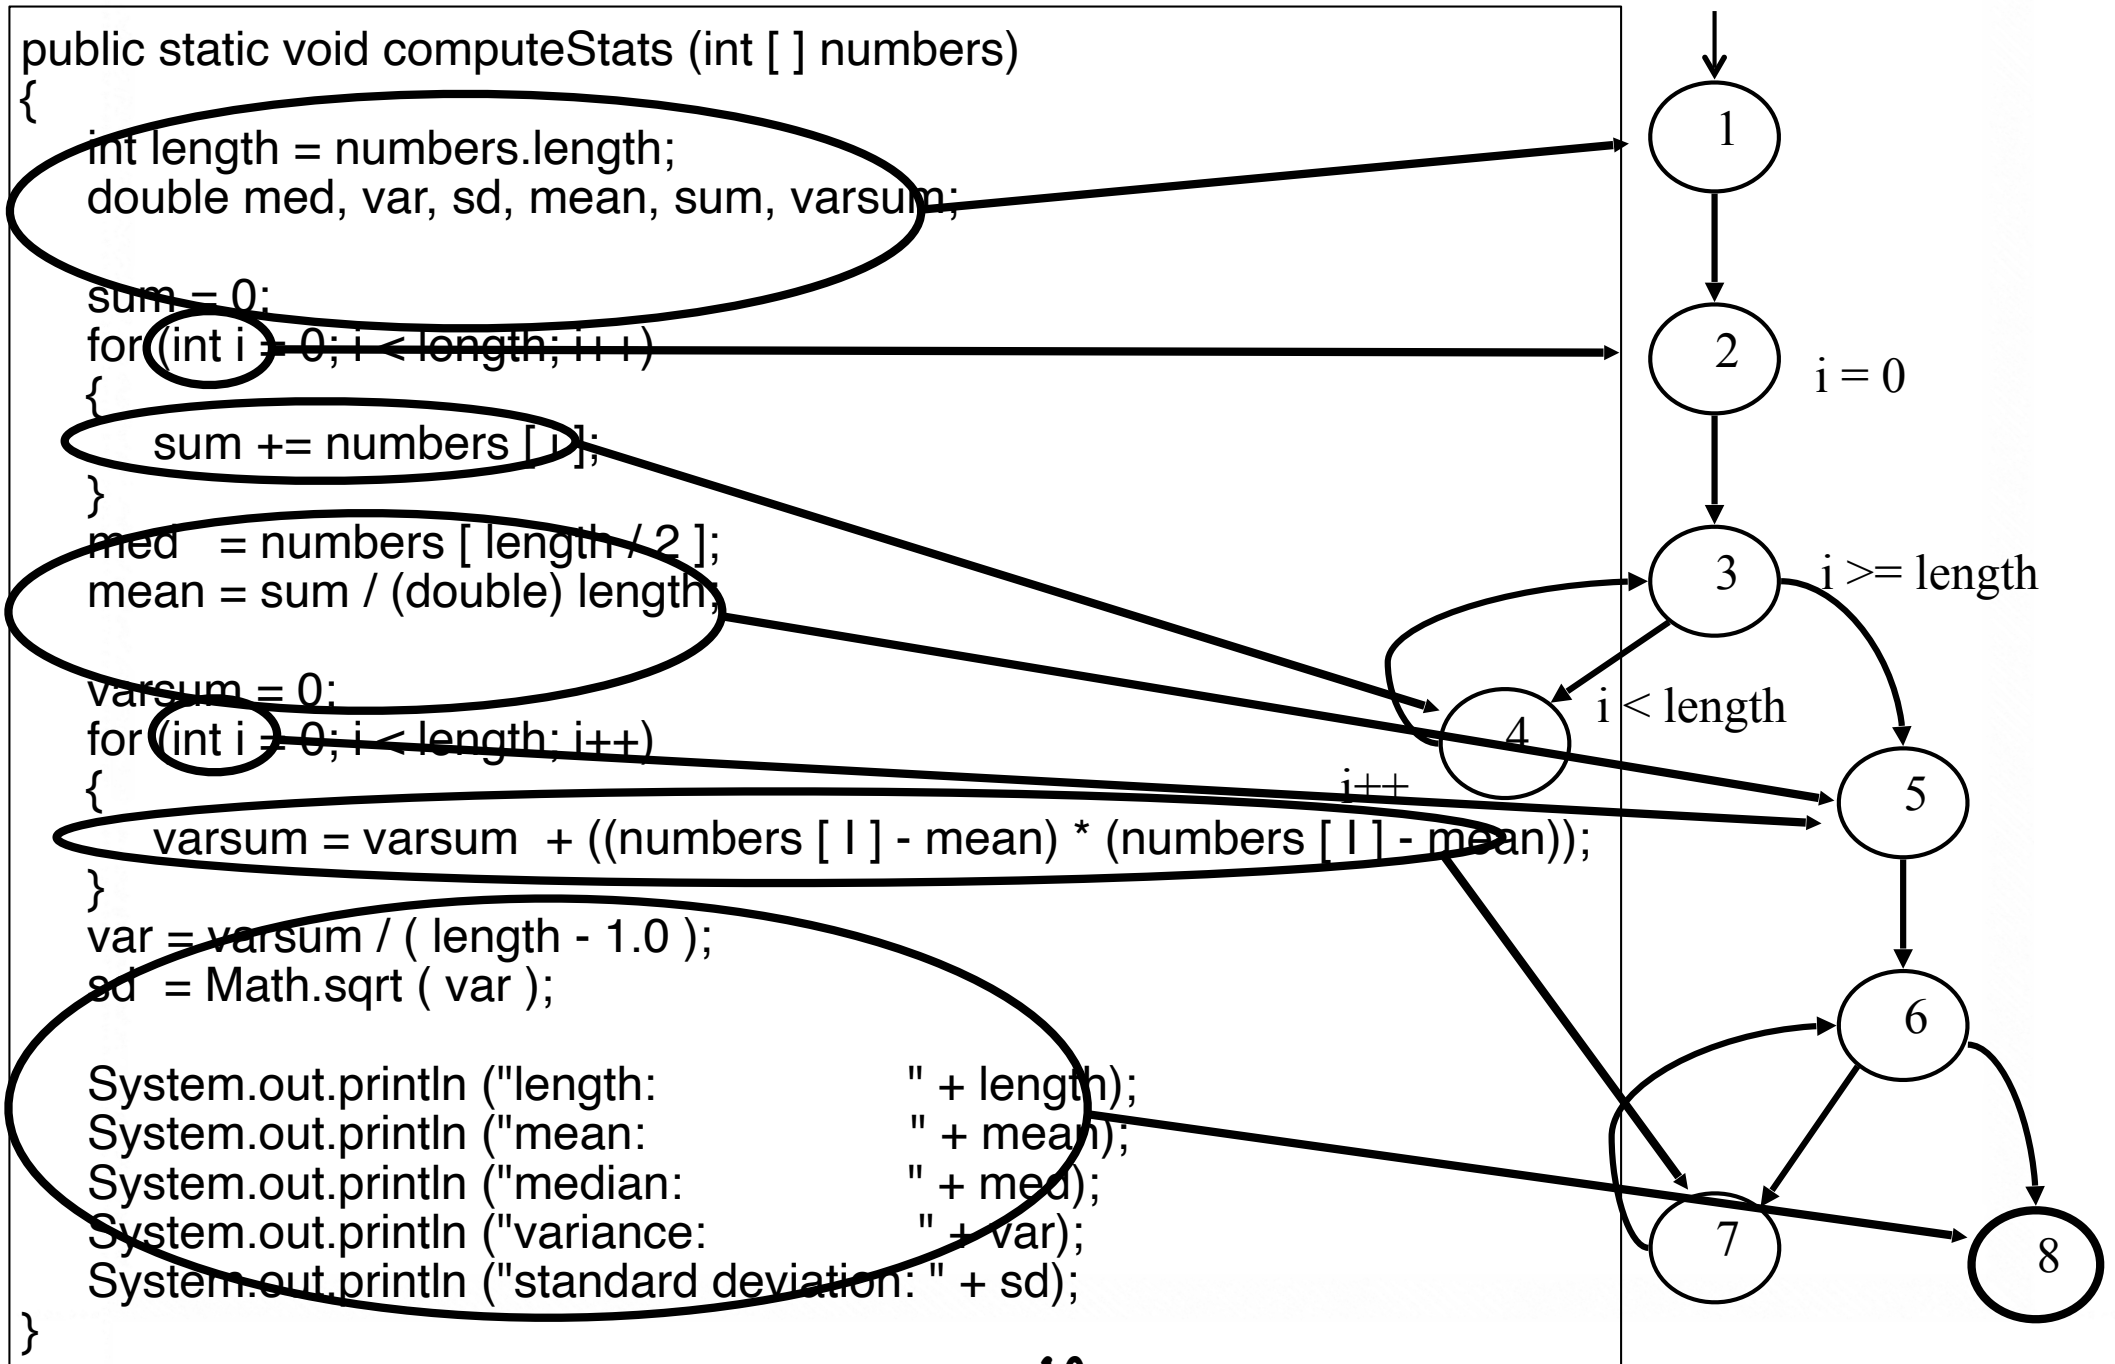 public static void computeStats (int [ ] numbers)
{
int length = numbers.length;
double med, var, sd, mean, sum, varsum;
sum = 0;
for (int i = 0; i < length; i++)
{
sum += numbers [ i ];
}
med = numbers [ length / 2 ];
mean = sum / (double) length;
varsum = 0;
for (int i = 0; i < length; i++)
{
varsum = varsum + ((numbers [ I ] - mean) * (numbers [ I ] - mean));
}
var = varsum / ( length - 1.0 );
sd = Math.sqrt ( var );
System.out.println ("length: " + length);
System.out.println ("mean: " + mean);
System.out.println ("median: " + med);
System.out.println ("variance: " + var);
System.out.println ("standard deviation: " + sd);
}
1
2
i = 0
3
i >= length
4
i < length
i++
5
6
7
8